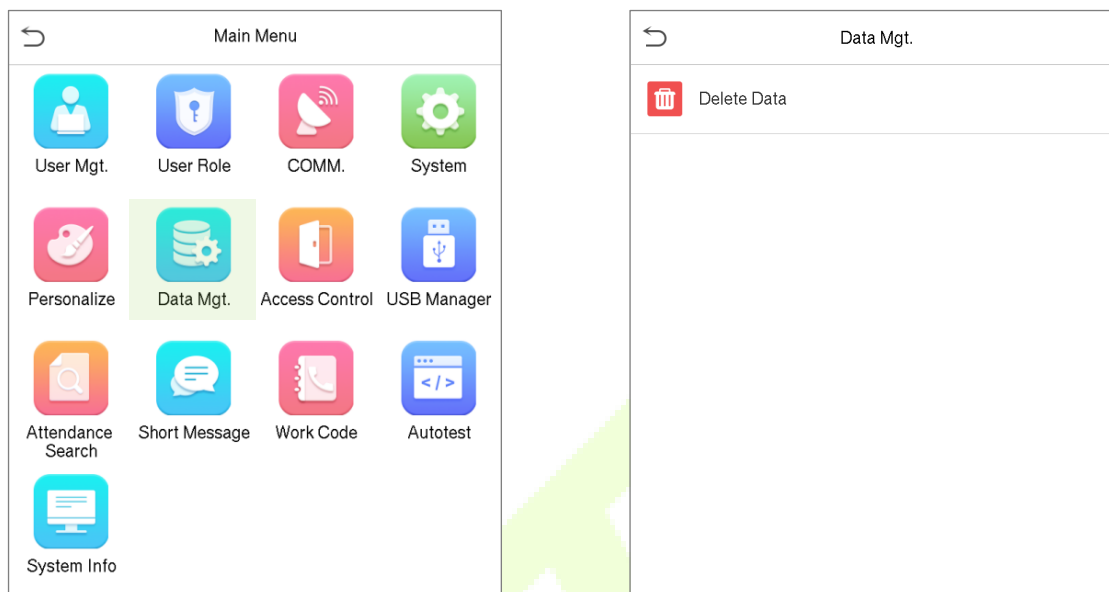 Main Menu
User Mgt.
User Role
COMM.
System
Personalize
Data Mgt.
Access Control
USB Manager
Attendance
Search
Short Message
Work Code
Autotest
System Info
Data Mgt.
Delete Data